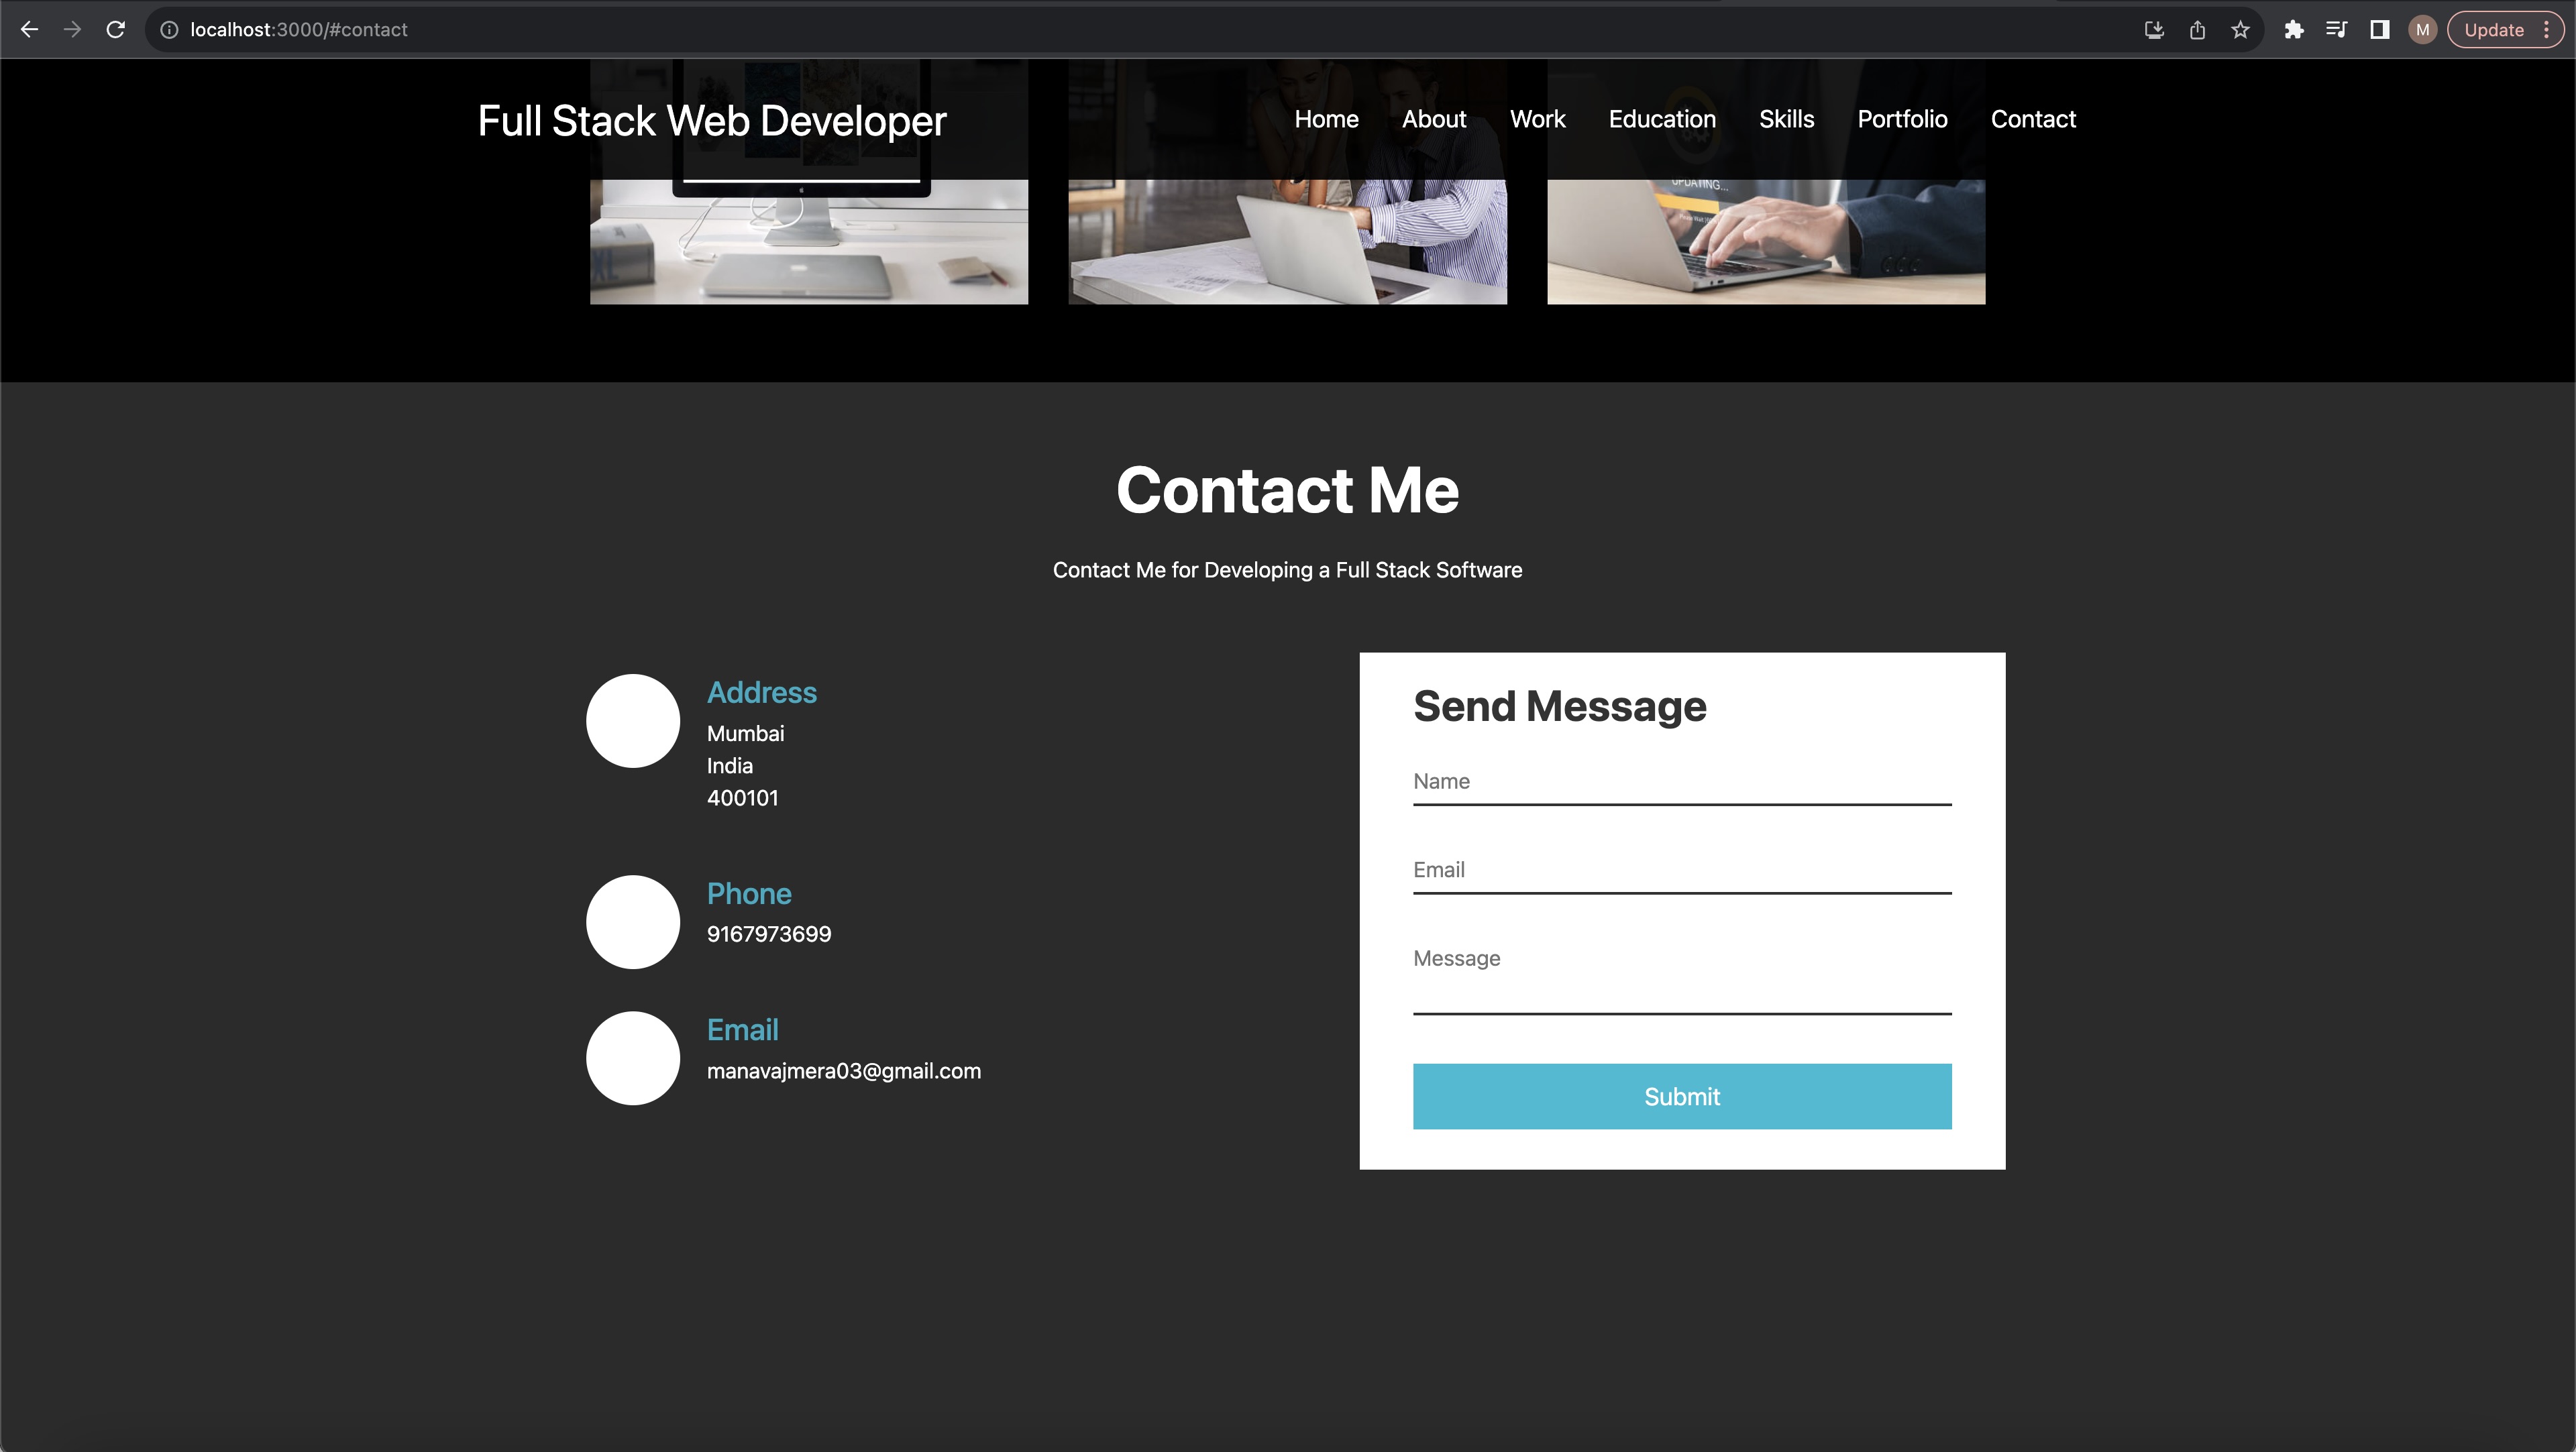 localhost:3000/#contact
M
Update
Full Stack Web Developer
Home About Work Education Skills Portfolio Contact
UPDATING...
Contact Me
Contact Me for Developing a Full Stack Software
Address
Mumbai
India
400101
Phone
9167973699
Email
manavajmera03@gmail.com
Send Message
Name
Email
Message
Submit